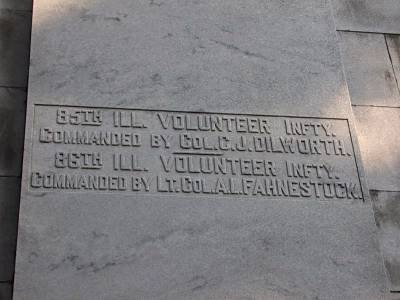 85TH ILL. VOLUNTEER INFTY.
COMMANDED BY COL. C. J. DILWORTH.
86TH ILL. VOLUNTEER INFTY.
COMMANDED BY LT. COL. A. L. FAHNESTOCK.